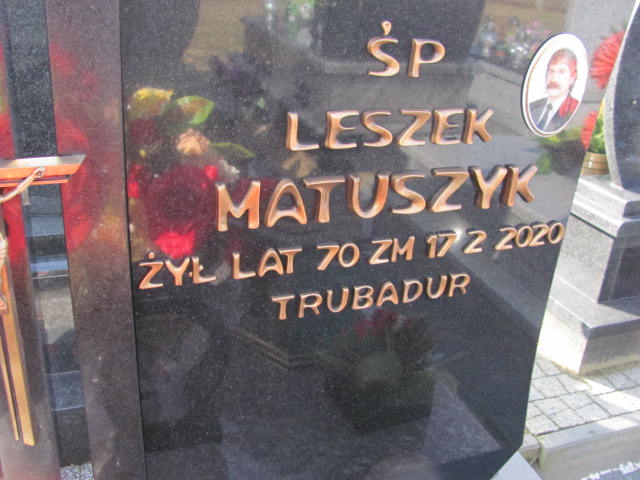 ŚP
LESZEK
MATUSZYK
ŻYŁ LAT 70 ZM 17 2 2020
TRUBADUR